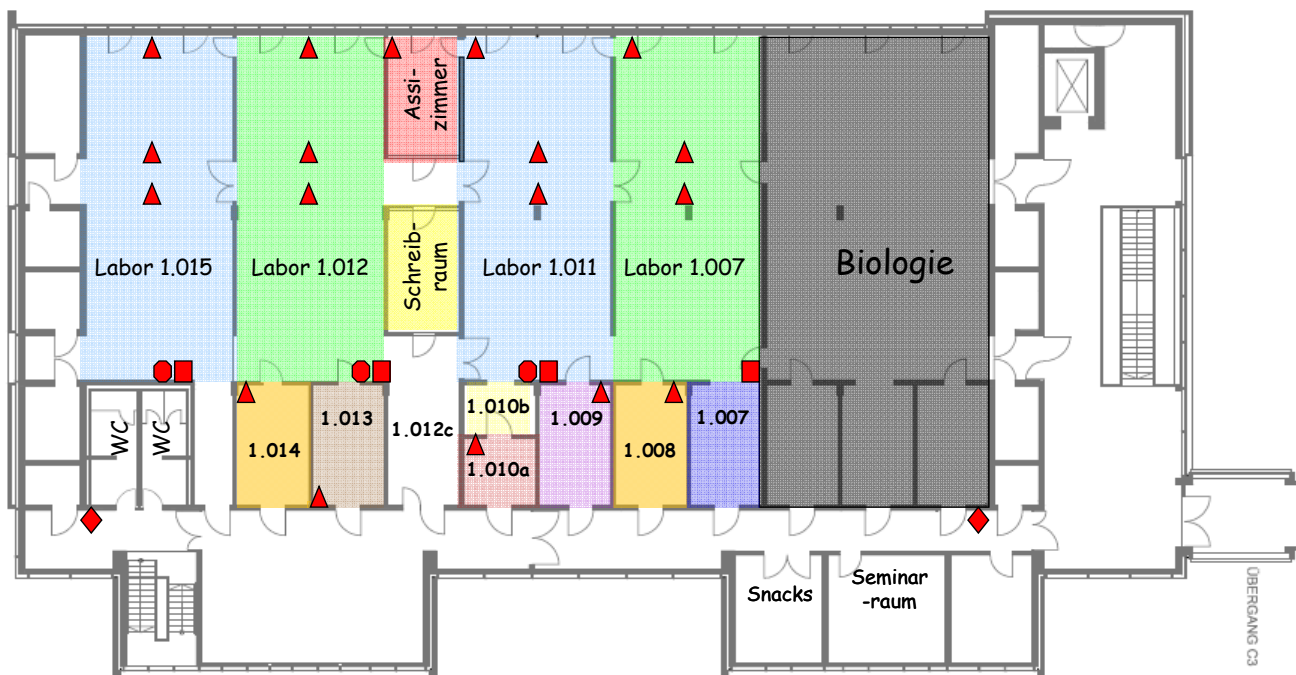 Assi-
zimmer
Schreib-
raum
Labor 1.015
Labor 1.012
Labor 1.011
Labor 1.007
Biologie
WC
WC
1.014
1.013
1.012c
1.010b
1.010a
1.009
1.008
1.007
Snacks
Seminar
-raum
ÜBERGANG C3